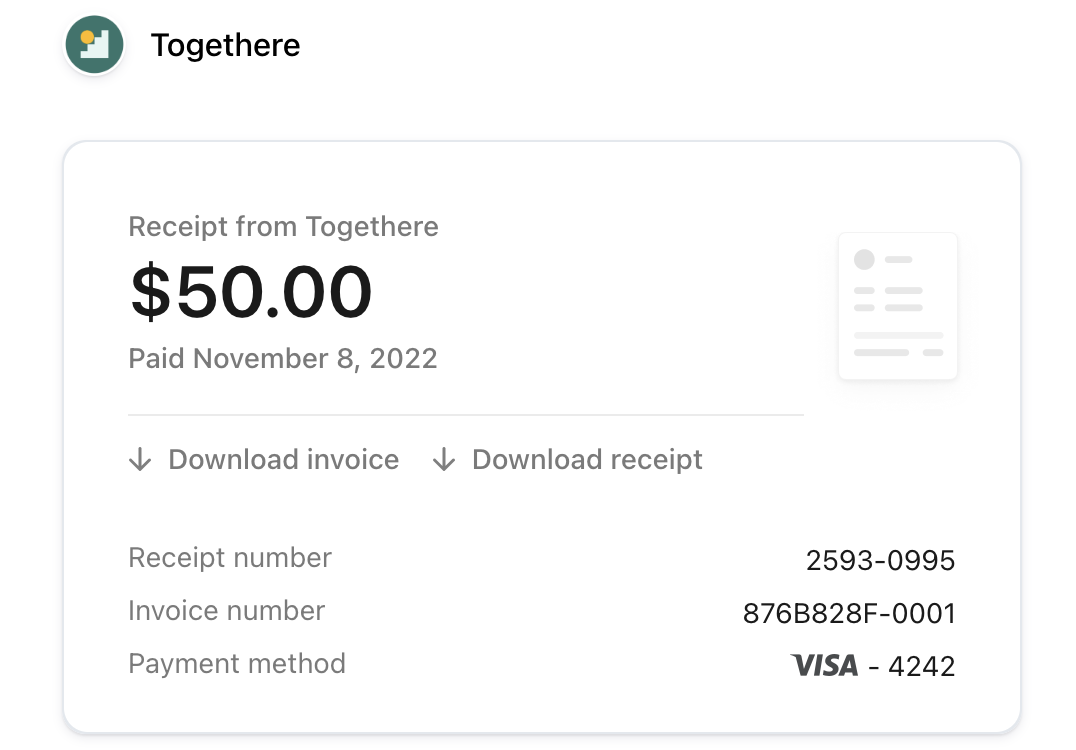 Togethere
Receipt from Togethere
$50.00
Paid November 8, 2022
Download invoice Download receipt
Receipt number 2593-0995
Invoice number 876B828F-0001
Payment method VISA - 4242